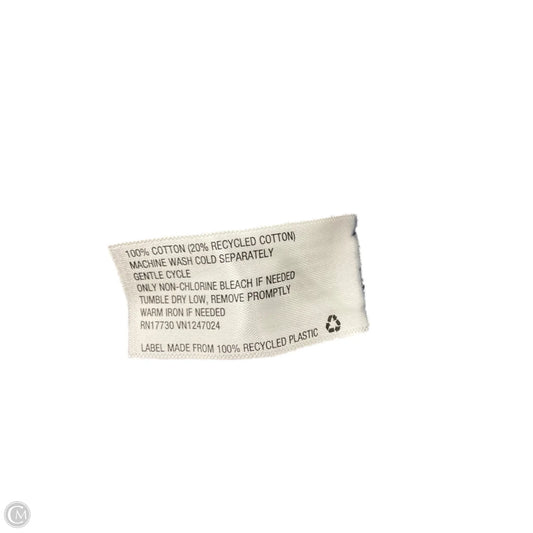 100% COTTON (20% RECYCLED COTTON)
MACHINE WASH COLD SEPARATELY
GENTLE CYCLE
ONLY NON-CHLORINE BLEACH IF NEEDED
TUMBLE DRY LOW, REMOVE PROMPTLY
WARM IRON IF NEEDED
RN17730 VN1247024
LABEL MADE FROM 100% RECYCLED PLASTIC
CM